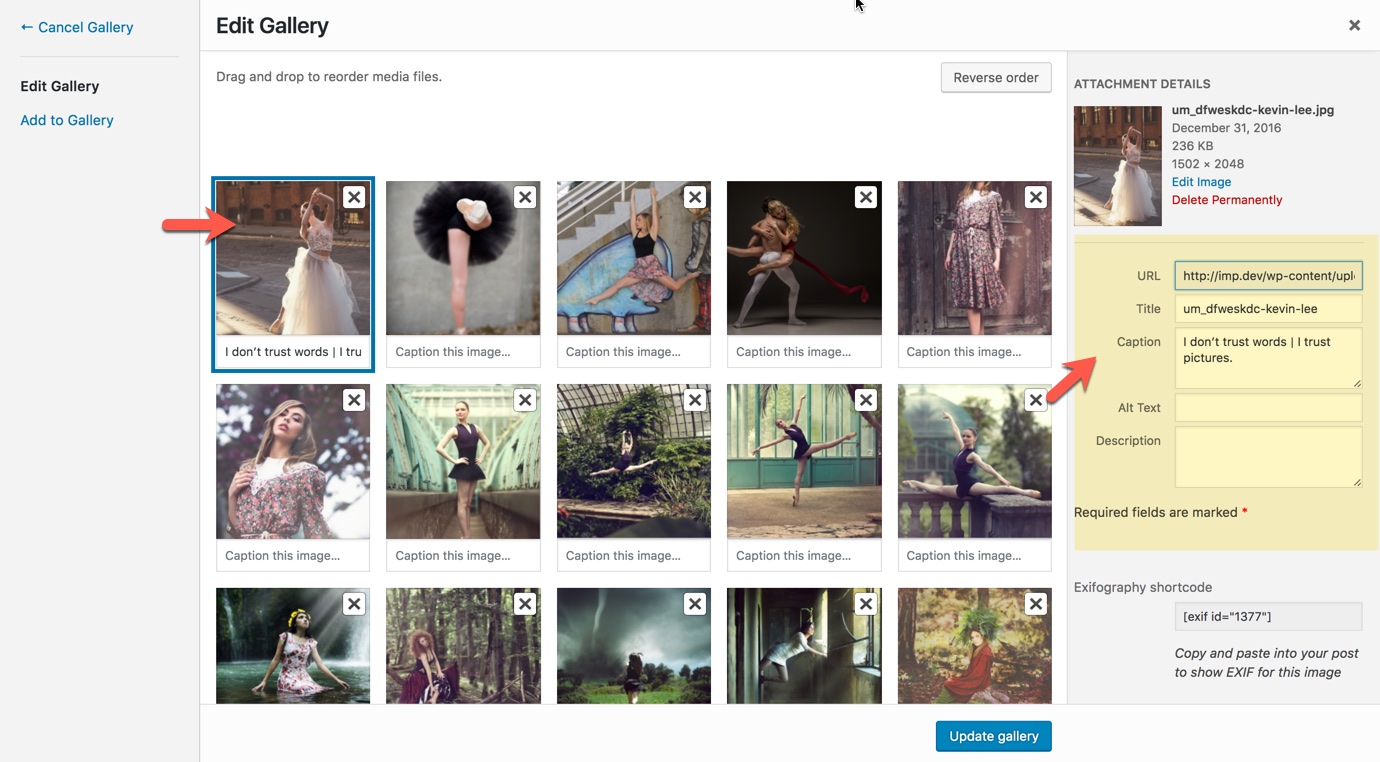 ← Cancel Gallery
Edit Gallery
Add to Gallery
Edit Gallery
Drag and drop to reorder media files.
Reverse order
I don’t trust words | I tru
Caption this image...
Caption this image...
Caption this image...
Caption this image...
Caption this image...
Caption this image...
Caption this image...
Caption this image...
Caption this image...
Update gallery
ATTACHMENT DETAILS
um_dfweskdc-kevin-lee.jpg
December 31, 2016
236 KB
1502 × 2048
Edit Image
Delete Permanently
URL http://imp.dev/wp-content/uplo
Title um_dfweskdc-kevin-lee
Caption I don’t trust words | I trust
pictures.
Alt Text
Description
Required fields are marked *
Exifography shortcode
[exif id="1377"]
Copy and paste into your post
to show EXIF for this image